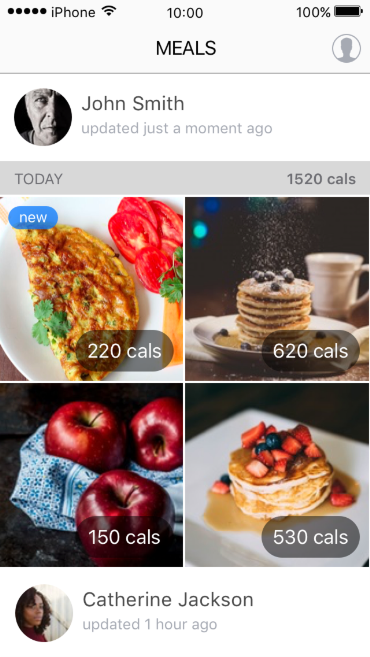 iPhone 10:00 100%
MEALS
John Smith
updated just a moment ago
TODAY 1520 cals
new
220 cals 620 cals
150 cals 530 cals
Catherine Jackson
updated 1 hour ago